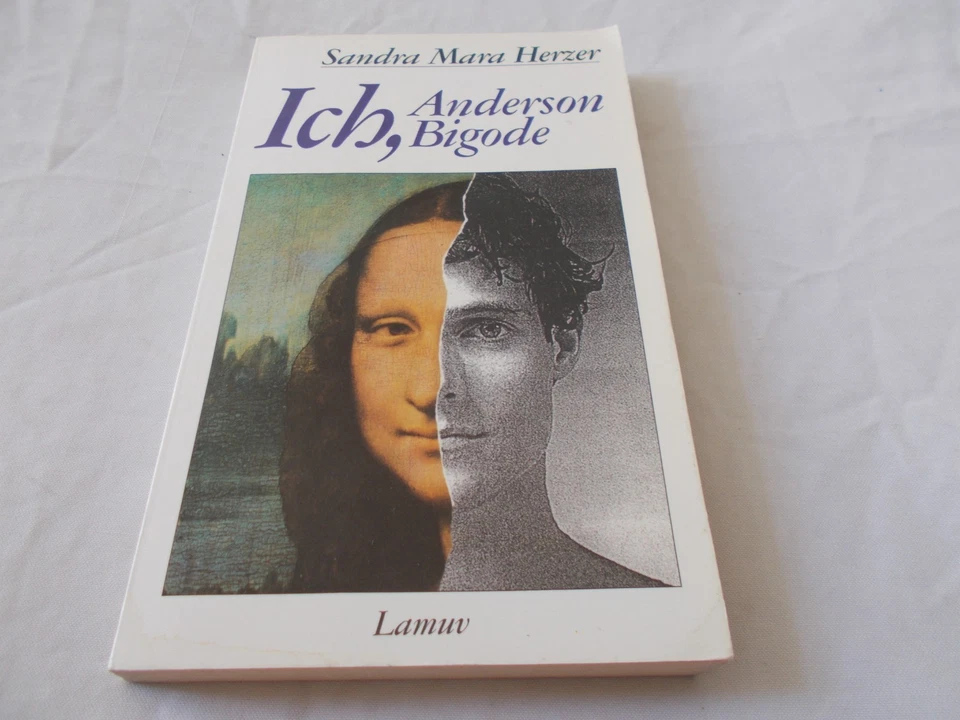 Sandra Mara Herzer
Ich, Anderson
Bigode
Lamuv